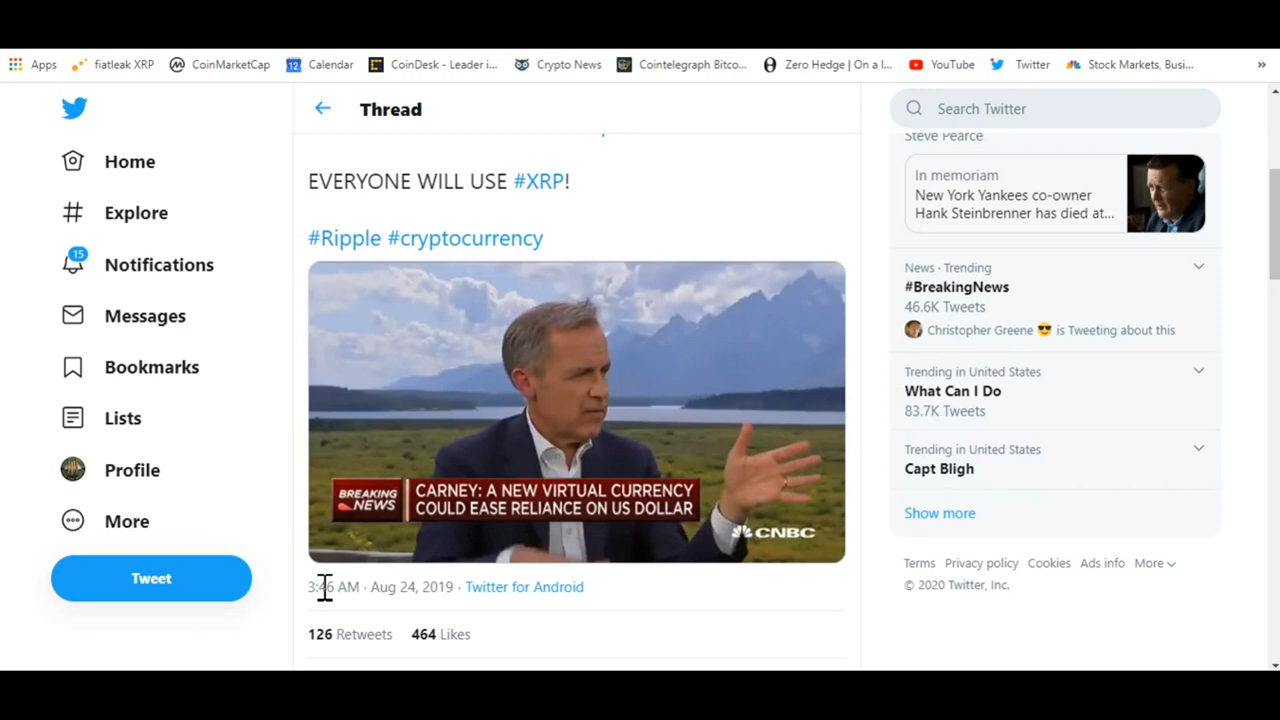 Apps
fiatleak XRP
CoinMarketCap
Calendar
CoinDesk - Leader i...
Crypto News
Cointelegraph Bitco...
Zero Hedge | On a l...
YouTube
Twitter
Stock Markets, Busi...
»
Home
Explore
15
Notifications
Messages
Bookmarks
Lists
Profile
More
Tweet
Thread
EVERYONE WILL USE #XRP!
#Ripple #cryptocurrency
BREAKING
NEWS
CARNEY: A NEW VIRTUAL CURRENCY
COULD EASE RELIANCE ON US DOLLAR
CNBC
3:46 AM · Aug 24, 2019 · Twitter for Android
126 Retweets 464 Likes
Search Twitter
Steve Pearce
In memoriam
New York Yankees co-owner
Hank Steinbrenner has died at...
News · Trending
#BreakingNews
46.6K Tweets
Christopher Greene 😎 is Tweeting about this
Trending in United States
What Can I Do
83.7K Tweets
Trending in United States
Capt Bligh
Show more
Terms Privacy policy Cookies Ads info More
© 2020 Twitter, Inc.